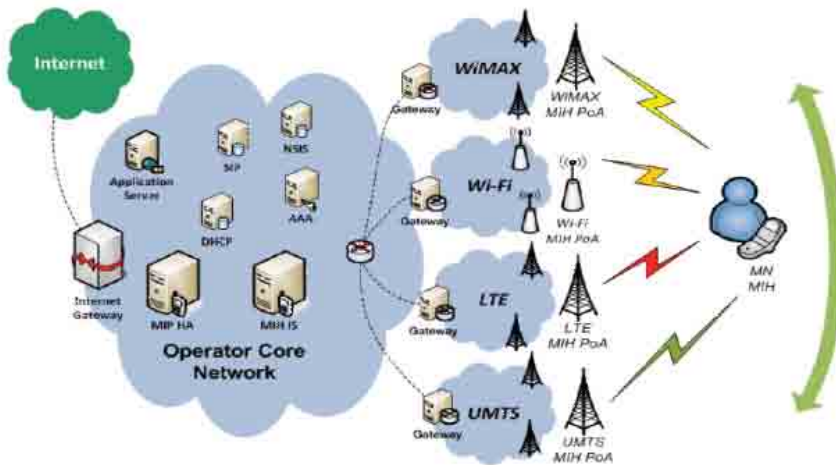 Internet
Internet
Gateway
Application
Server
SIP
NSIS
DHCP
AAA
MIP HA
MIH IS
Operator Core
Network
Gateway
WiMAX
WiMAX
MIH PoA
Gateway
Wi-Fi
Wi-Fi
MIH PoA
Gateway
LTE
LTE
MIH PoA
Gateway
UMTS
UMTS
MIH PoA
MN
MIH